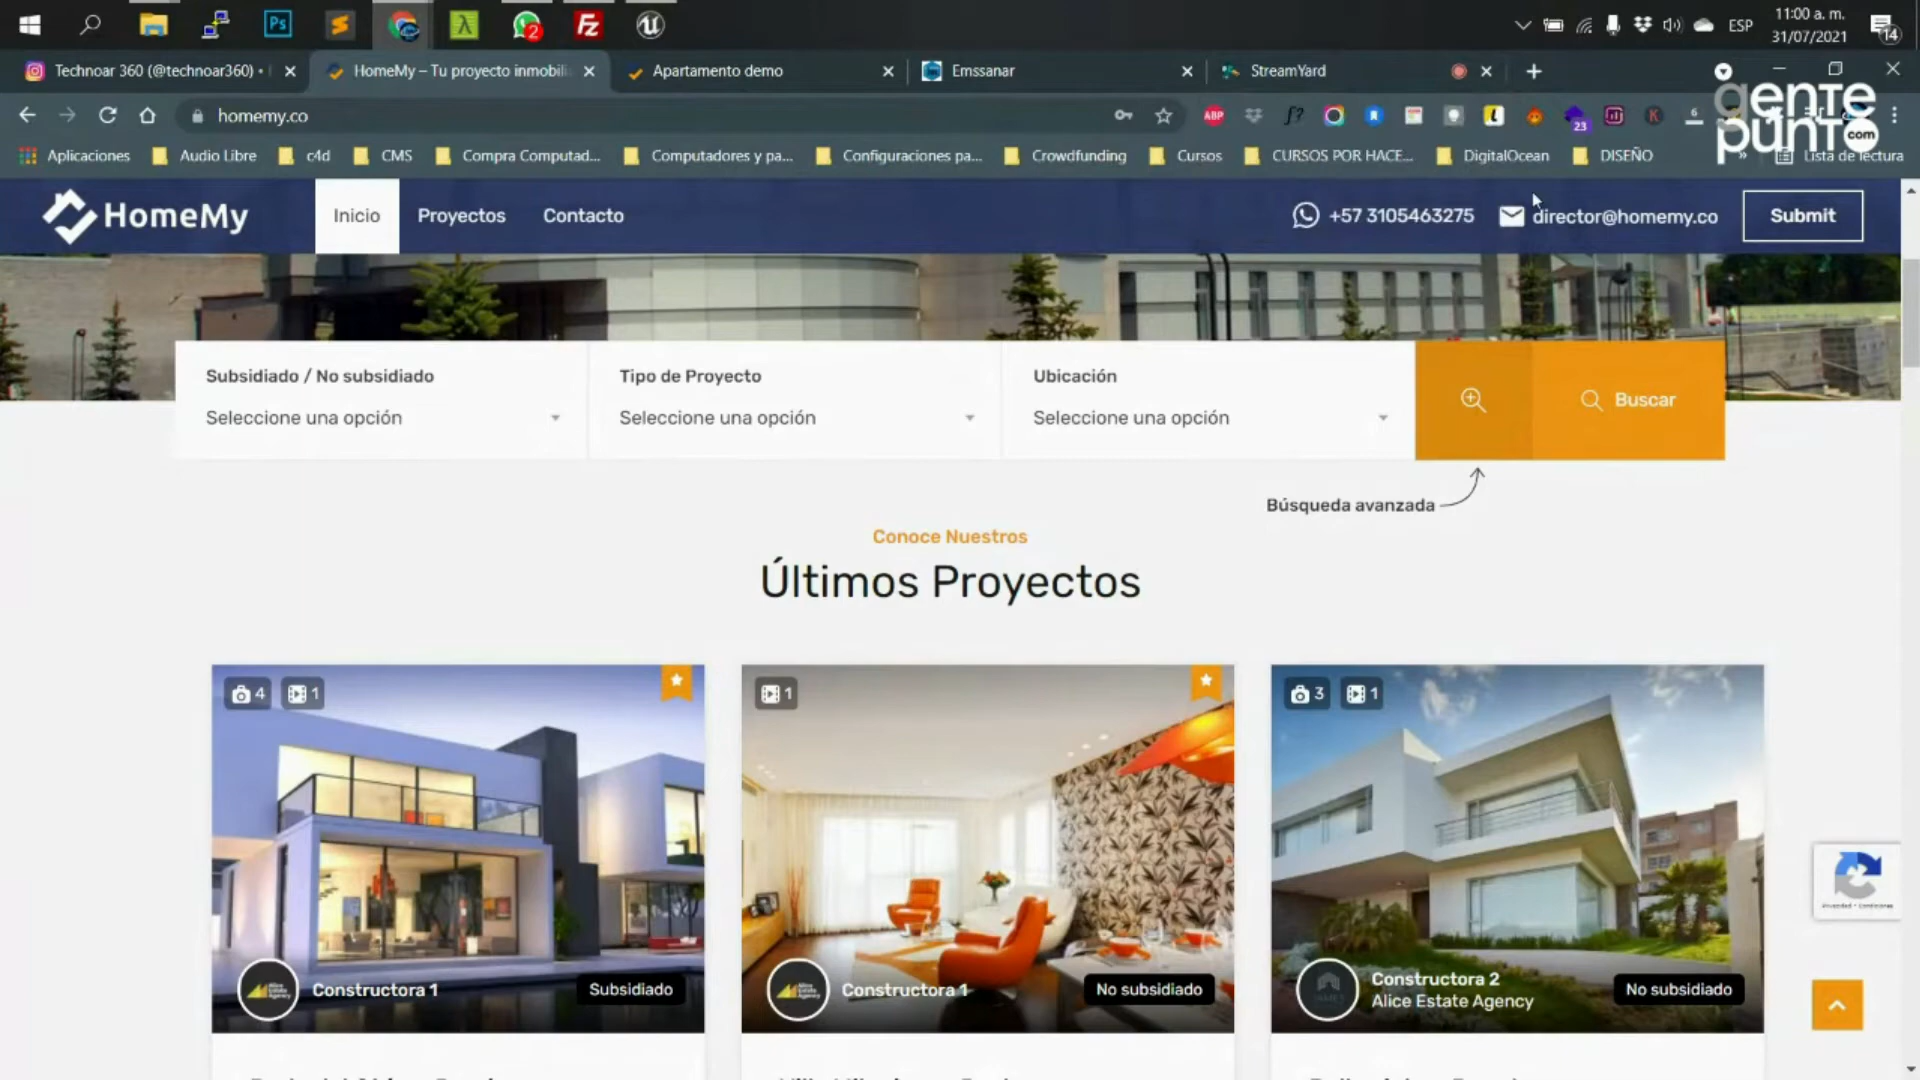 11:00 a. m.
ESP
31/07/2021
14
2
Technoar 360 (@technoar360) •
HomeMy – Tu proyecto inmobili
Apartamento demo
Emssanar
StreamYard
gente
punto
com
homemy.co
ABP
23
6
Aplicaciones
Audio Libre
c4d
CMS
Compra Computad...
Computadores y pa...
Configuraciones pa...
Crowdfunding
Cursos
CURSOS POR HACE...
DigitalOcean
DISEÑO
Lista de lectura
HomeMy
Inicio
Proyectos
Contacto
+57 3105463275
director@homemy.co
Submit
Subsidiado / No subsidiado
Tipo de Proyecto
Ubicación
Seleccione una opción
Seleccione una opción
Seleccione una opción
Buscar
Búsqueda avanzada
Conoce Nuestros
Últimos Proyectos
4
1
1
3
1
Constructora 1
Subsidiado
Constructora 1
No subsidiado
Constructora 2
Alice Estate Agency
No subsidiado